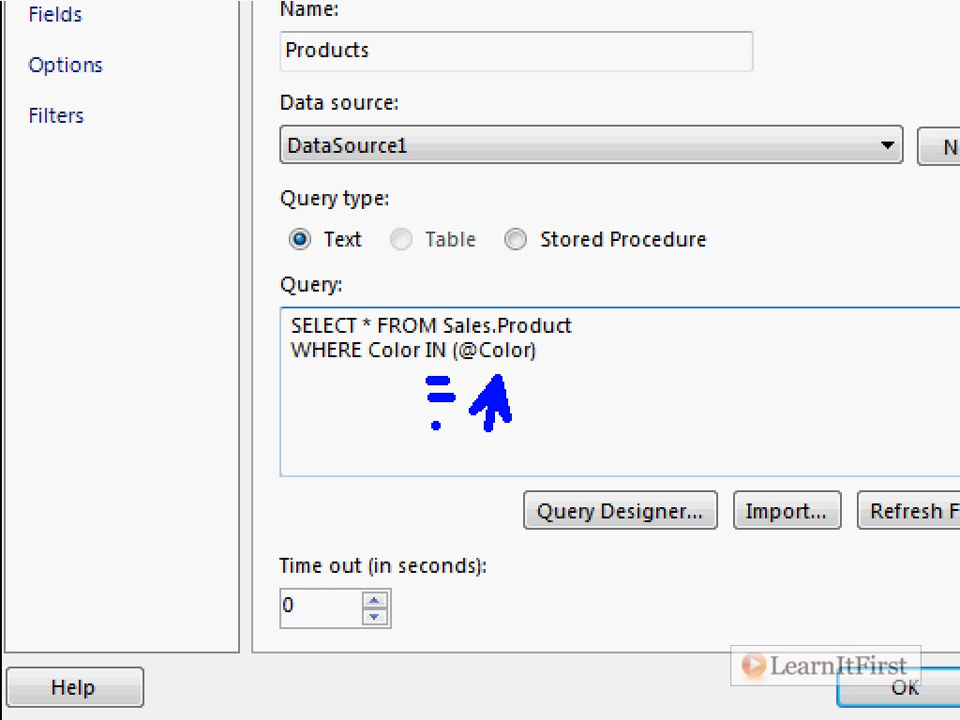 Fields
Options
Filters
Name:
Products
Data source:
DataSource1
N
Query type:
Text
Table
Stored Procedure
Query:
SELECT * FROM Sales.Product
WHERE Color IN (@Color)
=
Query Designer...
Import...
Refresh F
Time out (in seconds):
0
Help
LearnItFirst
OK